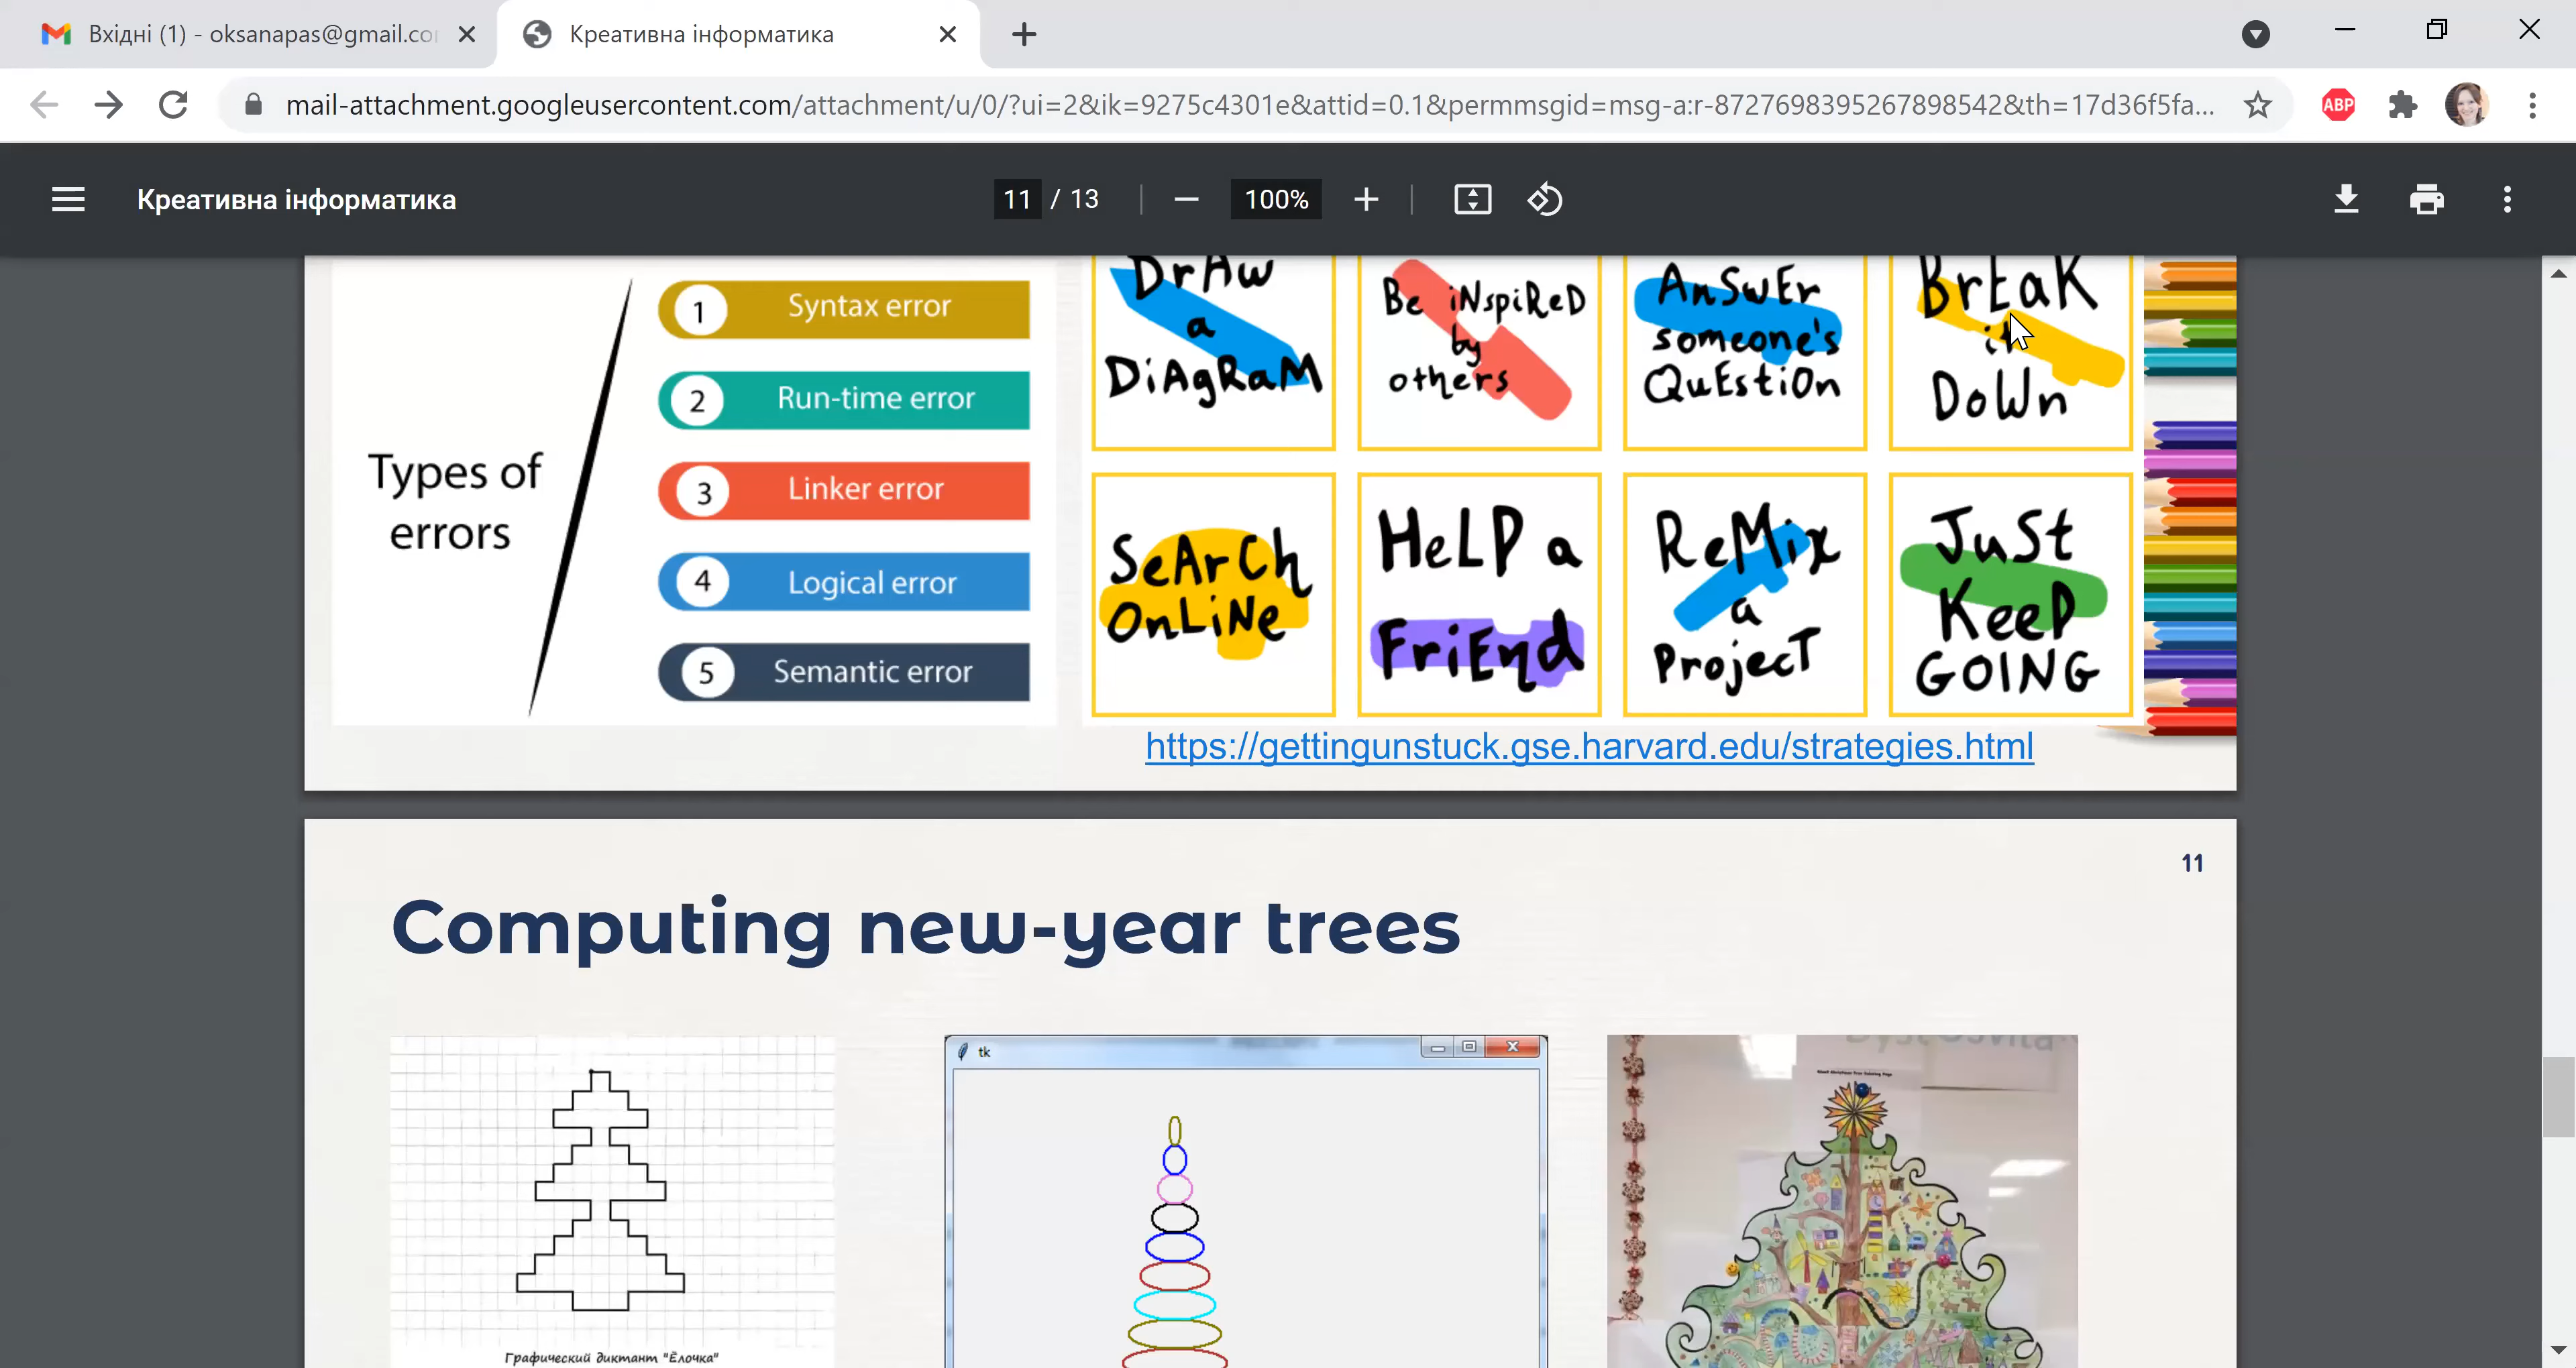 Вхідні (1) - oksanapas@gmail.co
Креативна інформатика
mail-attachment.googleusercontent.com/attachment/u/0/?ui=2&ik=9275c4301e&attid=0.1&permmsgid=msg-a:r-8727698395267898542&th=17d36f5fa...
ABP
Креативна інформатика
11 / 13
100%
Types of
errors
1 Syntax error
2 Run-time error
3 Linker error
4 Logical error
5 Semantic error
DrAw
a
DiAgRaM
Be iNspiReD
by
others
AnSwEr
someone's
QuEstiOn
BrEaK
it
DoWn
SeArCh
OnLiNe
HeLP a
FriEnd
ReMix
a
ProjecT
JuSt
KeeP
GOING
https://gettingunstuck.gse.harvard.edu/strategies.html
11
Computing new-year trees
Графический диктант "Ёлочка"
tk